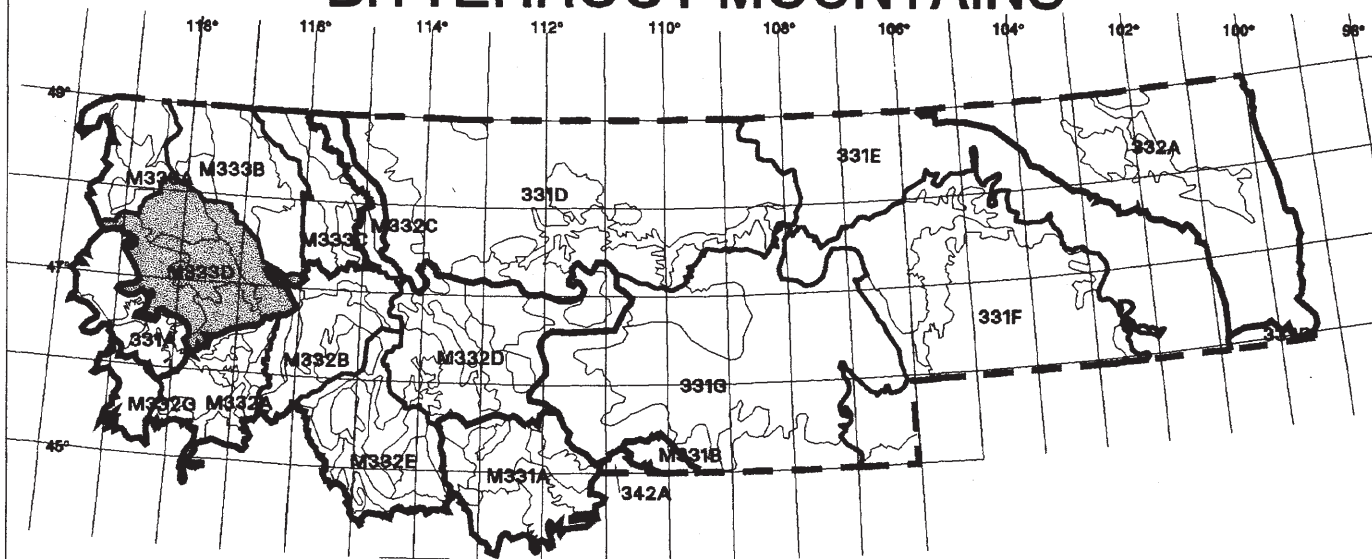 BITTERROOT MOUNTAINS
118° 116° 114° 112° 110° 108° 106° 104° 102° 100° 98°
49°
332A
331E
M333B
M333A
331D
M332C
M333C
47°
M333D
331F
331A
M332B
M332D
331G
M332G M332A
45°
M331B
M332E
M331A
342A